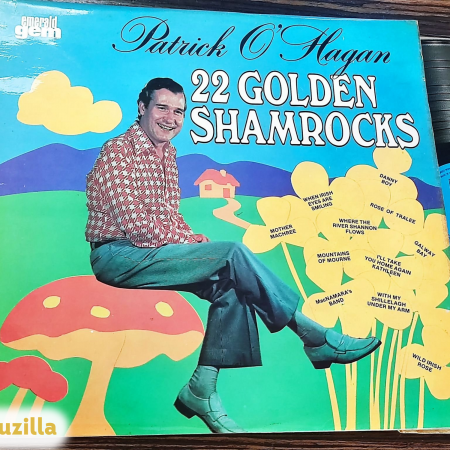 emerald
gem
Patrick O'Hagan
22 GOLDEN
SHAMROCKS
DANNY
BOY
WHEN IRISH
EYES ARE
SMILING
ROSE OF TRALEE
MOTHER
MACHREE
WHERE THE
RIVER SHANNON
FLOWS
GALWAY
BAY
MOUNTAINS
OF MOURNE
I'LL TAKE
YOU HOME AGAIN
KATHLEEN
MacNAMARA'S
BAND
WITH MY
SHILLELAGH
UNDER MY ARM
WILD IRISH
ROSE
uzilla